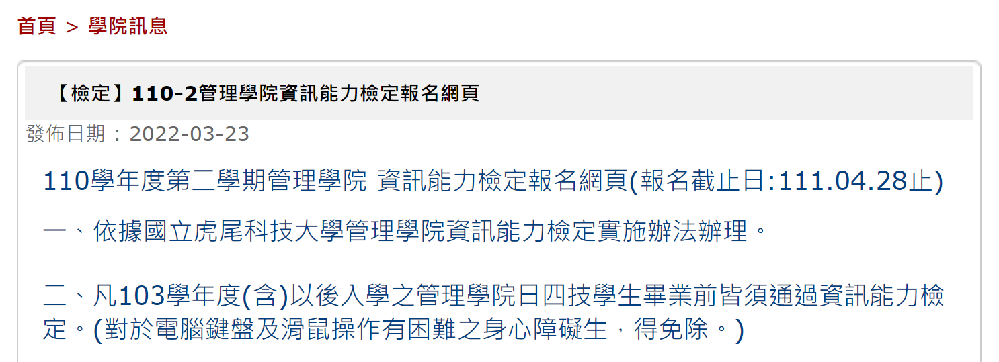 首頁 > 學院訊息
【檢定】110-2管理學院資訊能力檢定報名網頁
發佈日期：2022-03-23
110學年度第二學期管理學院 資訊能力檢定報名網頁(報名截止日:111.04.28止)
一、依據國立虎尾科技大學管理學院資訊能力檢定實施辦法辦理。
二、凡103學年度(含)以後入學之管理學院日四技學生畢業前皆須通過資訊能力檢
定。(對於電腦鍵盤及滑鼠操作有困難之身心障礙生，得免除。)